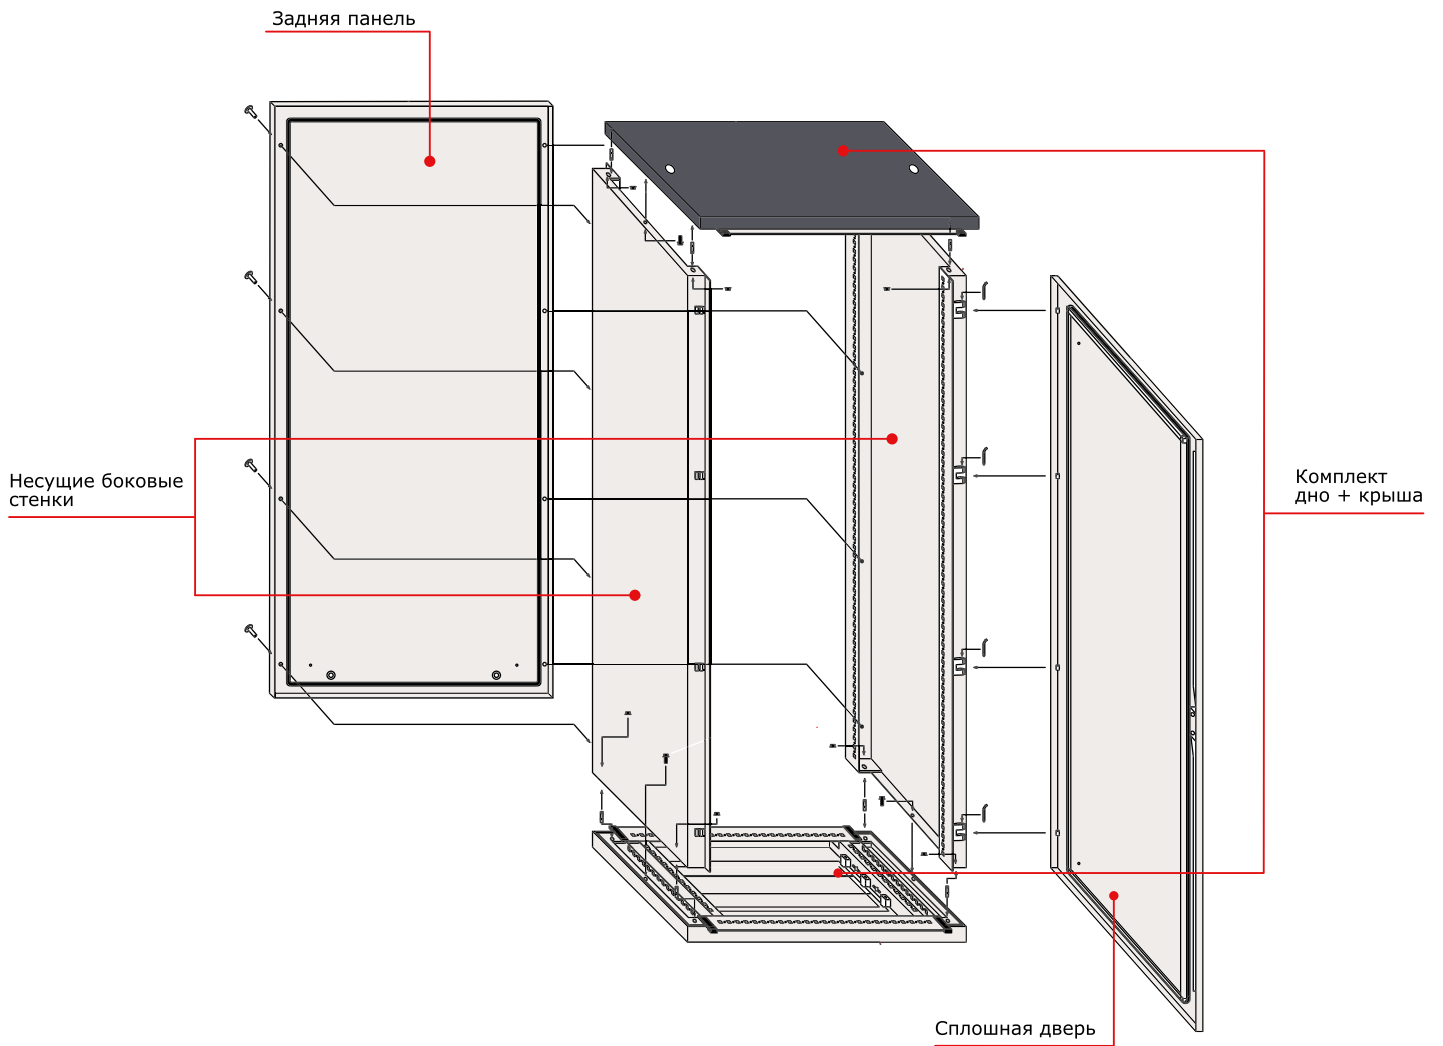 Задняя панель
Несущие боковые
стенки
Комплект
дно + крыша
Сплошная дверь